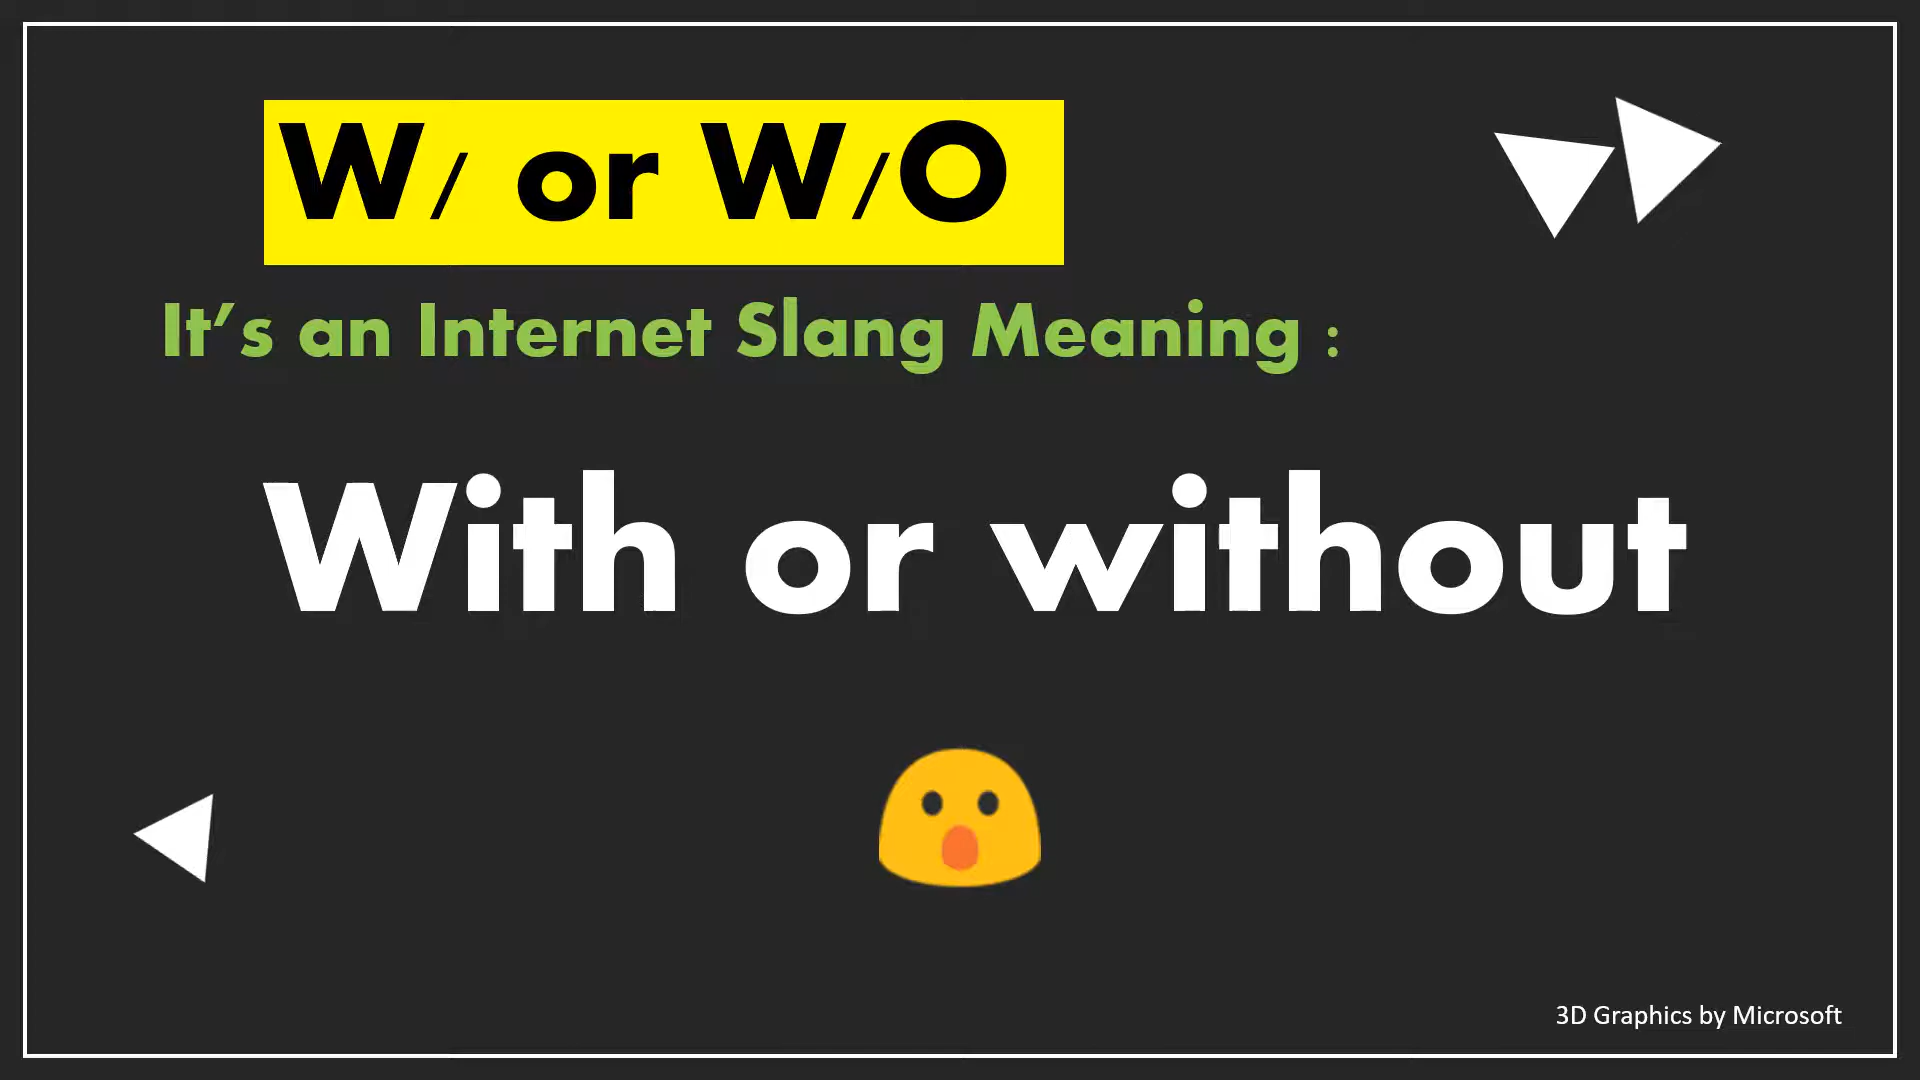 W/ or W/O
It’s an Internet Slang Meaning :
With or without
3D Graphics by Microsoft